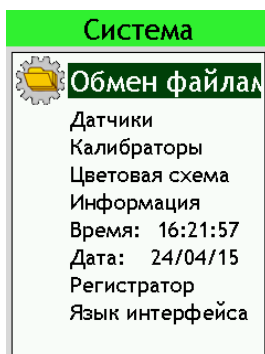 Система
Обмен файлам
Датчики
Калибраторы
Цветовая схема
Информация
Время: 16:21:57
Дата: 24/04/15
Регистратор
Язык интерфейса